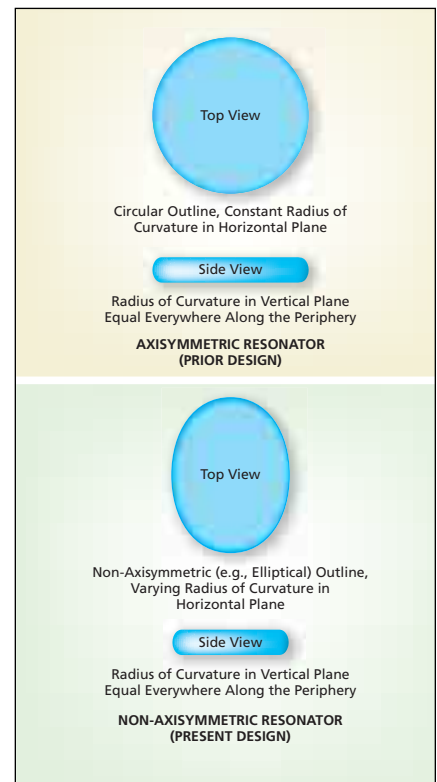 Top View
Circular Outline, Constant Radius of
Curvature in Horizontal Plane
Side View
Radius of Curvature in Vertical Plane
Equal Everywhere Along the Periphery
AXISYMMETRIC RESONATOR
(PRIOR DESIGN)
Top View
Non-Axisymmetric (e.g., Elliptical) Outline,
Varying Radius of Curvature in
Horizontal Plane
Side View
Radius of Curvature in Vertical Plane
Equal Everywhere Along the Periphery
NON-AXISYMMETRIC RESONATOR
(PRESENT DESIGN)